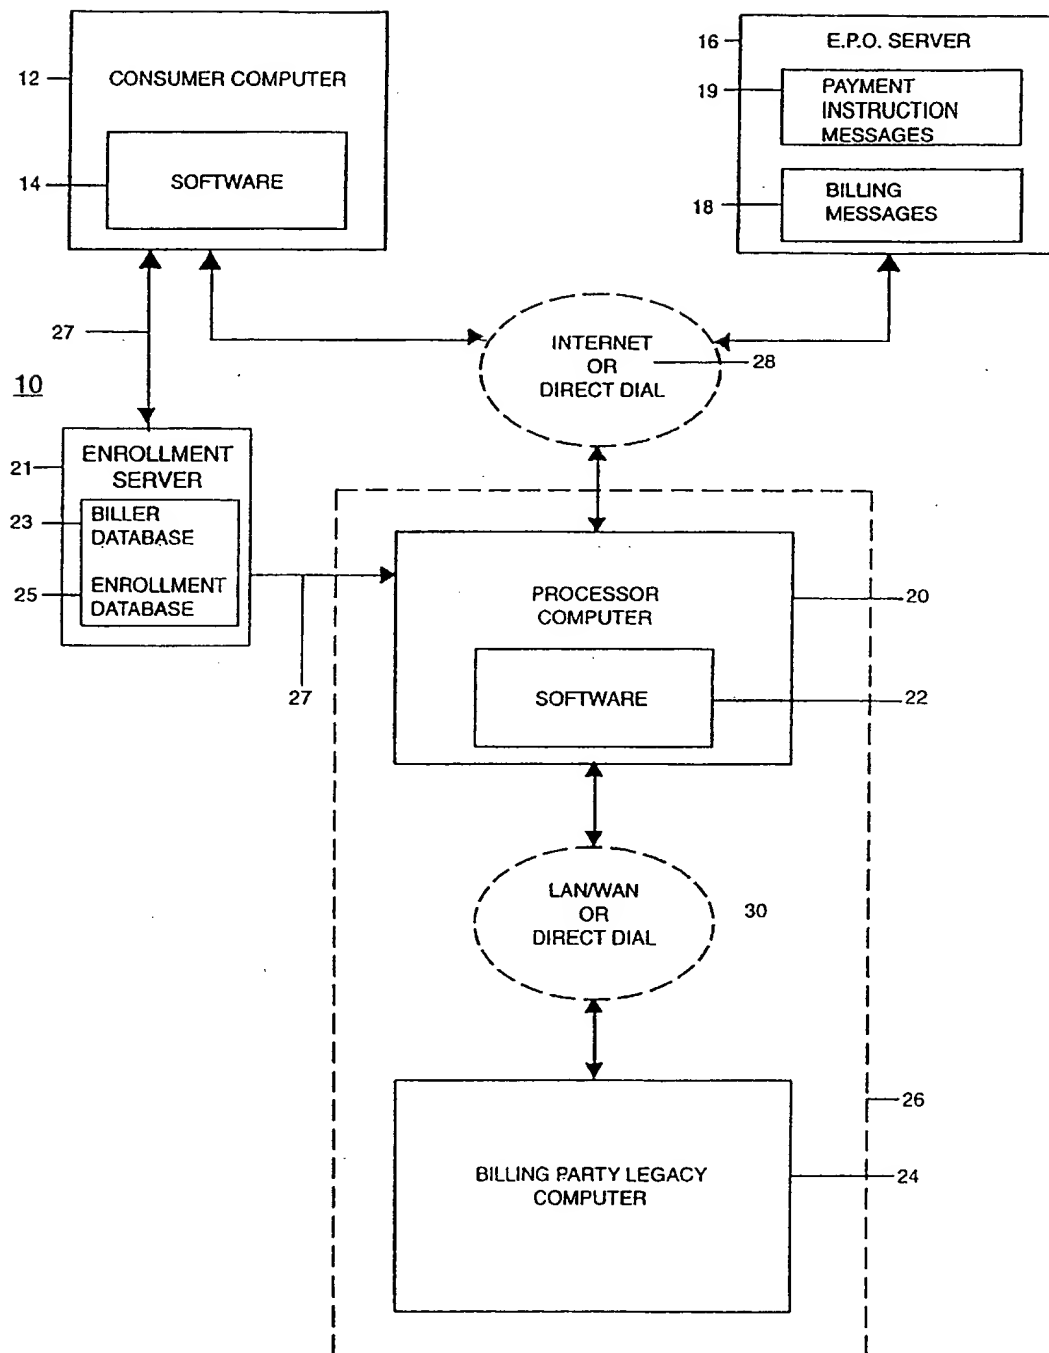 12
CONSUMER COMPUTER
14
SOFTWARE
16
E.P.O. SERVER
19
PAYMENT
INSTRUCTION
MESSAGES
18
BILLING
MESSAGES
27
10
INTERNET
OR
DIRECT DIAL
28
21
ENROLLMENT
SERVER
23
BILLER
DATABASE
25
ENROLLMENT
DATABASE
27
PROCESSOR
COMPUTER
20
SOFTWARE
22
LAN/WAN
OR
DIRECT DIAL
30
26
BILLING PARTY LEGACY
COMPUTER
24